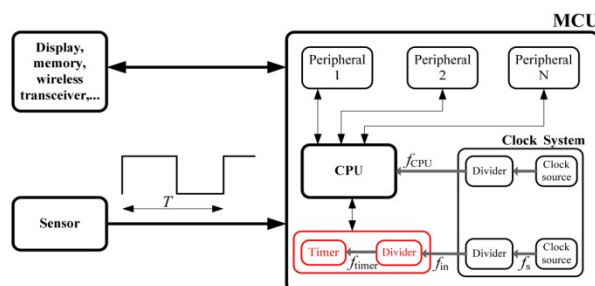 MCU
Display,
memory,
wireless
transceiver,...
Peripheral
1
Peripheral
2
Peripheral
N
Clock System
CPU
fCPU
Divider
Clock
source
T
Sensor
Timer
ftimer
Divider
fin
Divider
fs
Clock
source